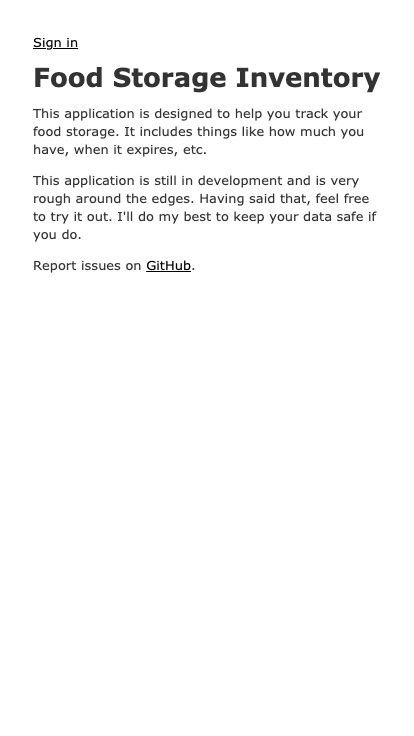 Sign in
Food Storage Inventory
This application is designed to help you track your
food storage. It includes things like how much you
have, when it expires, etc.
This application is still in development and is very
rough around the edges. Having said that, feel free
to try it out. I'll do my best to keep your data safe if
you do.
Report issues on GitHub.